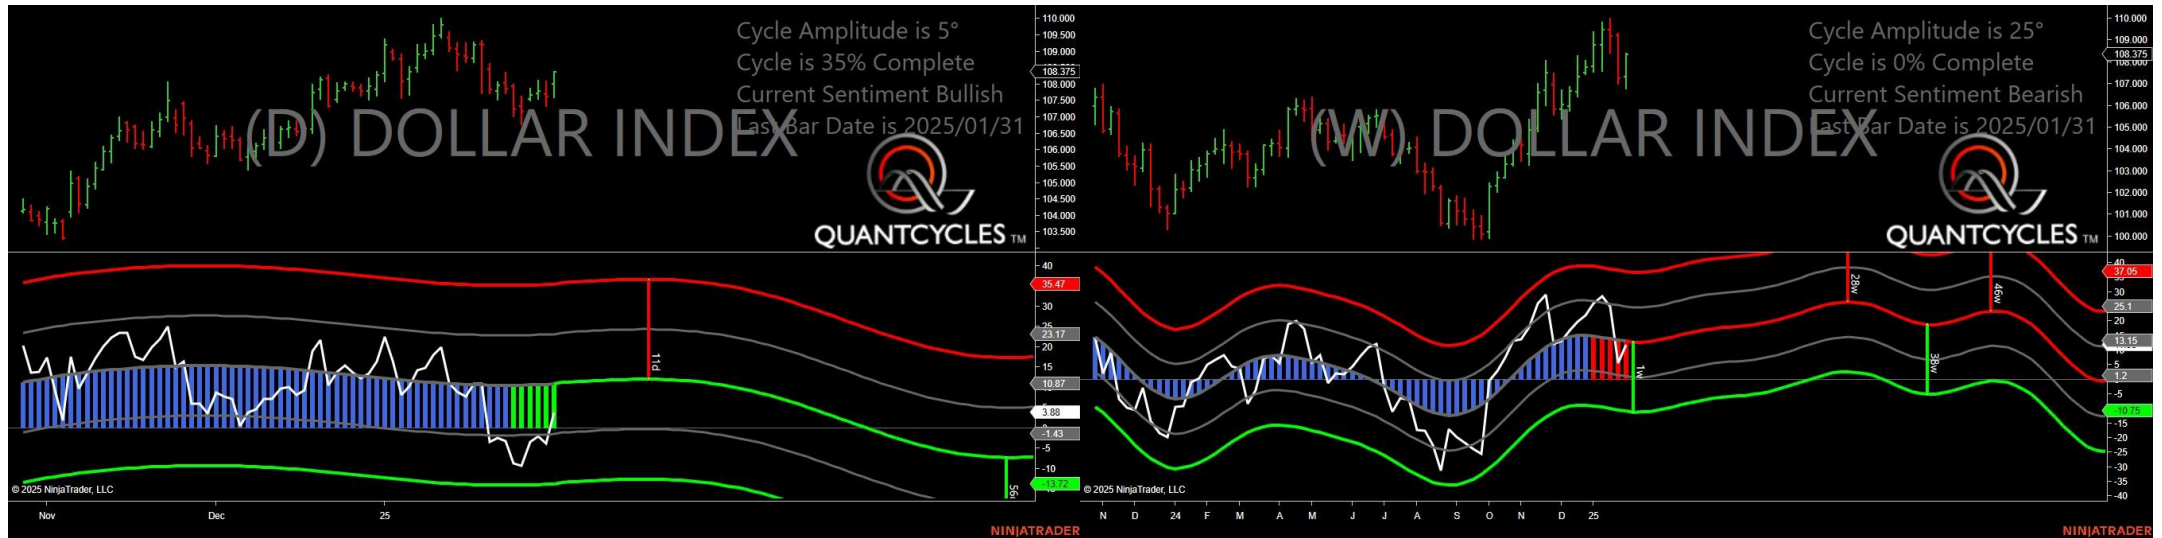 Cycle Amplitude is 5°
Cycle is 35% Complete
Current Sentiment Bullish
Last Bar Date is 2025/01/31
(D) DOLLAR INDEX
QUANTCYCLES TM
110.000
109.500
109.000
108.375
108.000
107.500
107.000
106.500
106.000
105.500
105.000
104.500
104.000
103.500
40
35.47
30
23.17
20
15
10.87
3.88
-1.43
-5
-10
-13.72
11d
© 2025 NinjaTrader, LLC
Nov
Dec
25
NINJATRADER
Cycle Amplitude is 25°
Cycle is 0% Complete
Current Sentiment Bearish
Last Bar Date is 2025/01/31
(W) DOLLAR INDEX
QUANTCYCLES TM
110.000
109.000
108.375
108.000
107.000
106.000
105.000
104.000
103.000
102.000
101.000
100.000
40
37.05
30
25.1
20
13.15
5
1.2
-5
-10.75
-15
-20
-25
-30
-35
-40
28w
46w
1w
38w
© 2025 NinjaTrader, LLC
N D 24 F M A M J J A S O N D 25
NINJATRADER